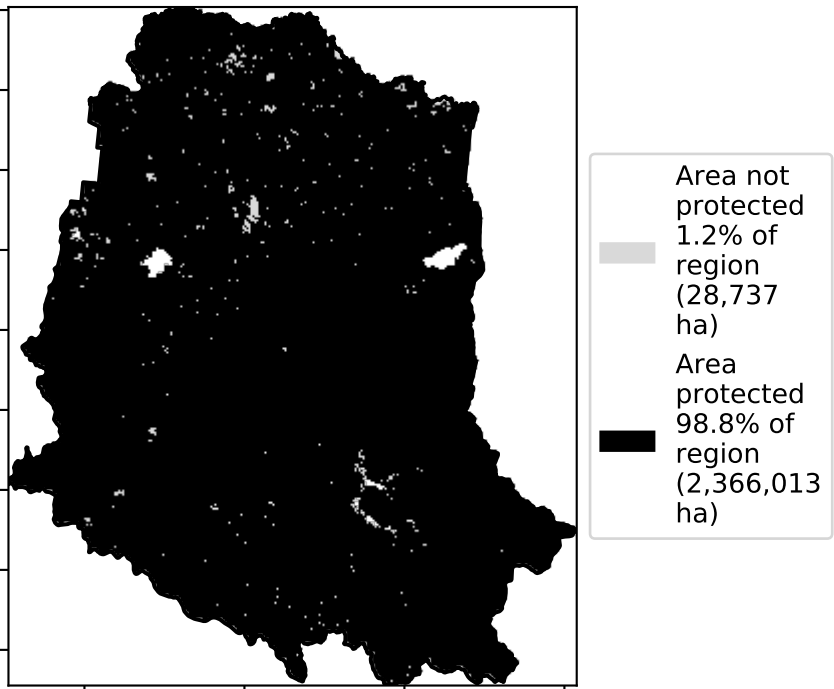 Area not
protected
1.2% of
region
(28,737
ha)
Area
protected
98.8% of
region
(2,366,013
ha)